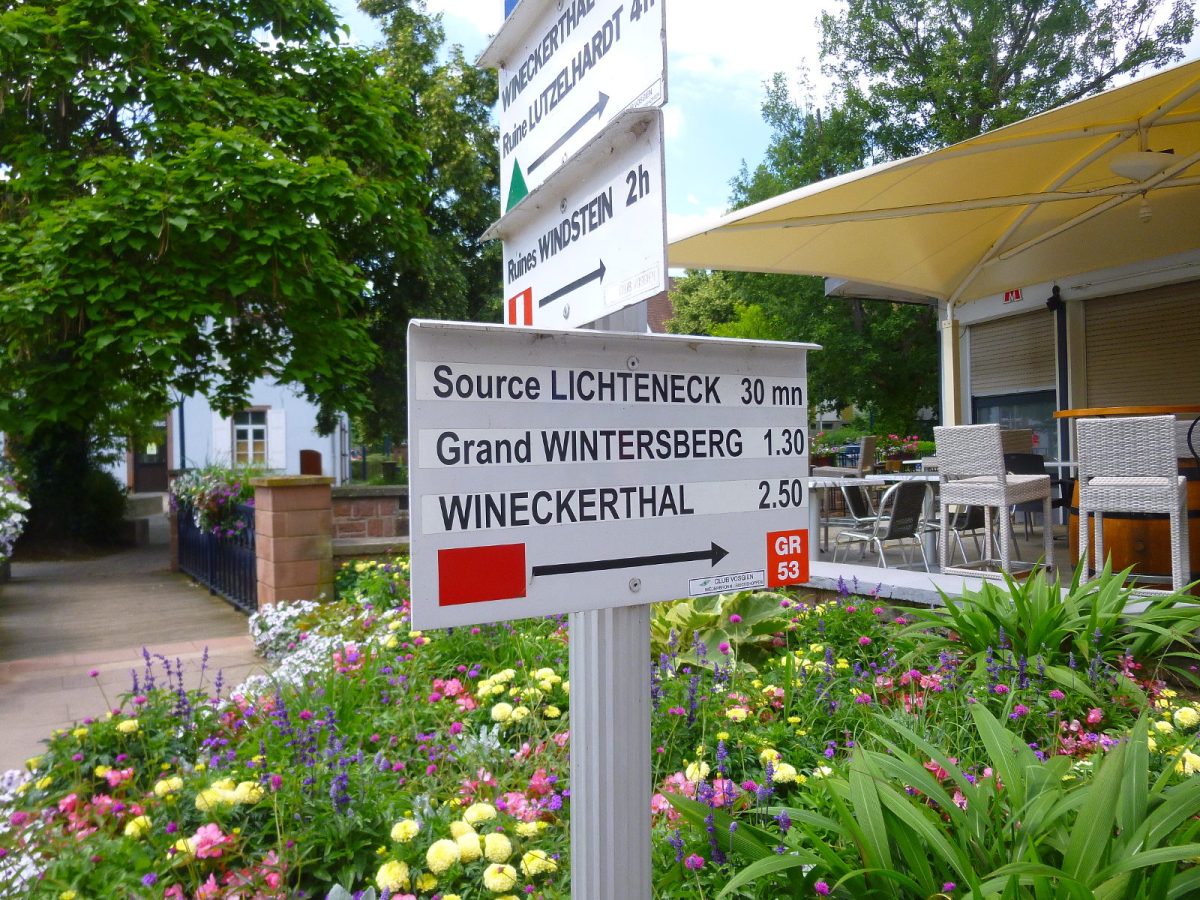 WINECKERTHAL
Ruine LUTZELHARDT 4h
Ruines WINDSTEIN 2h
Source LICHTENECK 30 mn
Grand WINTERSBERG 1.30
WINECKERTHAL 2.50
GR
53
CLUB VOSGIEN